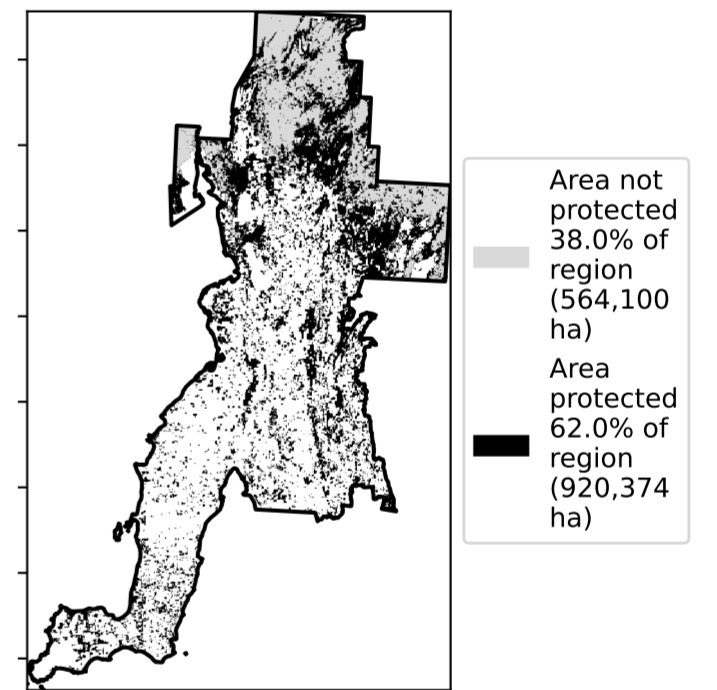 Area not
protected
38.0% of
region
(564,100
ha)
Area
protected
62.0% of
region
(920,374
ha)